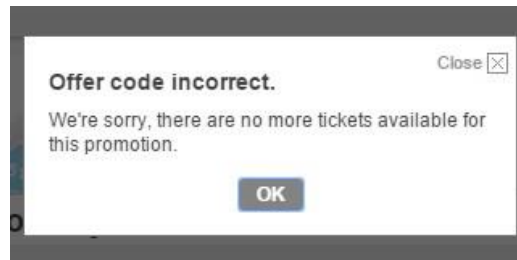 Close
Offer code incorrect.
We're sorry, there are no more tickets available for
this promotion.
OK